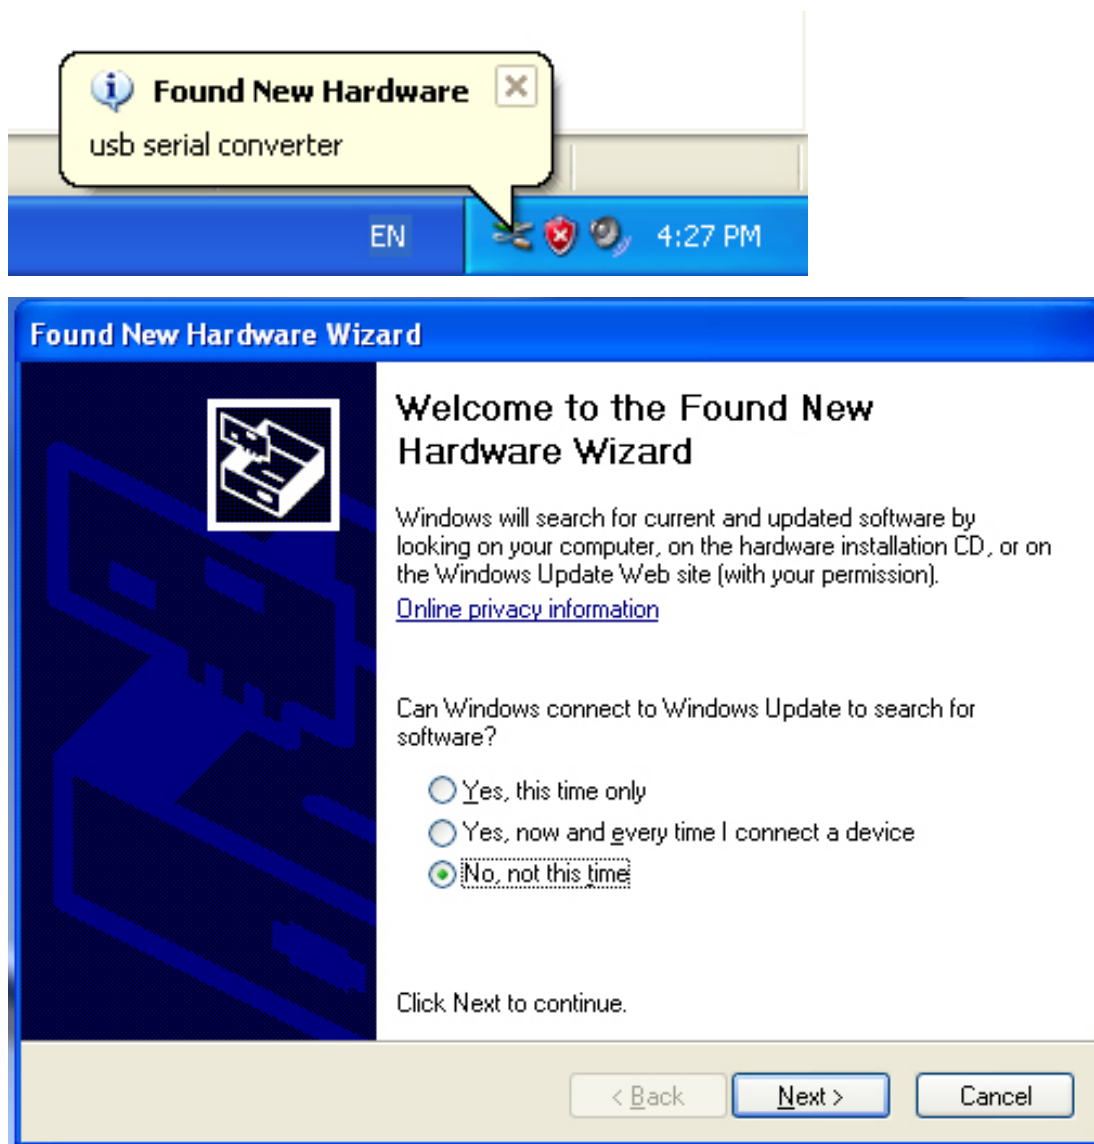 Found New Hardware
usb serial converter
EN
4:27 PM
Found New Hardware Wizard
Welcome to the Found New
Hardware Wizard
Windows will search for current and updated software by
looking on your computer, on the hardware installation CD, or on
the Windows Update Web site (with your permission).
Online privacy information
Can Windows connect to Windows Update to search for
software?
Yes, this time only
Yes, now and every time I connect a device
No, not this time
Click Next to continue.
< Back
Next >
Cancel